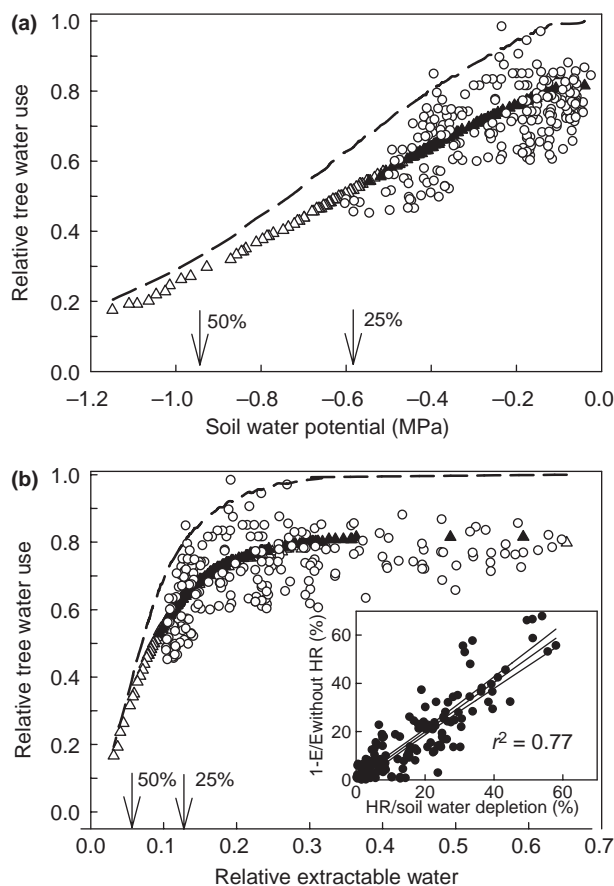 (a)
1.0
0.8
0.6
0.4
0.2
0.0
Relative tree water use
50%
25%
–1.2 –1.0 –0.8 –0.6 –0.4 –0.2 0.0
Soil water potential (MPa)
(b)
1.0
0.8
0.6
0.4
0.2
0.0
Relative tree water use
50% 25%
60
40
20
0
1-E/Ewithout HR (%)
r² = 0.77
0 20 40 60
HR/soil water depletion (%)
0.0 0.1 0.2 0.3 0.4 0.5 0.6 0.7
Relative extractable water